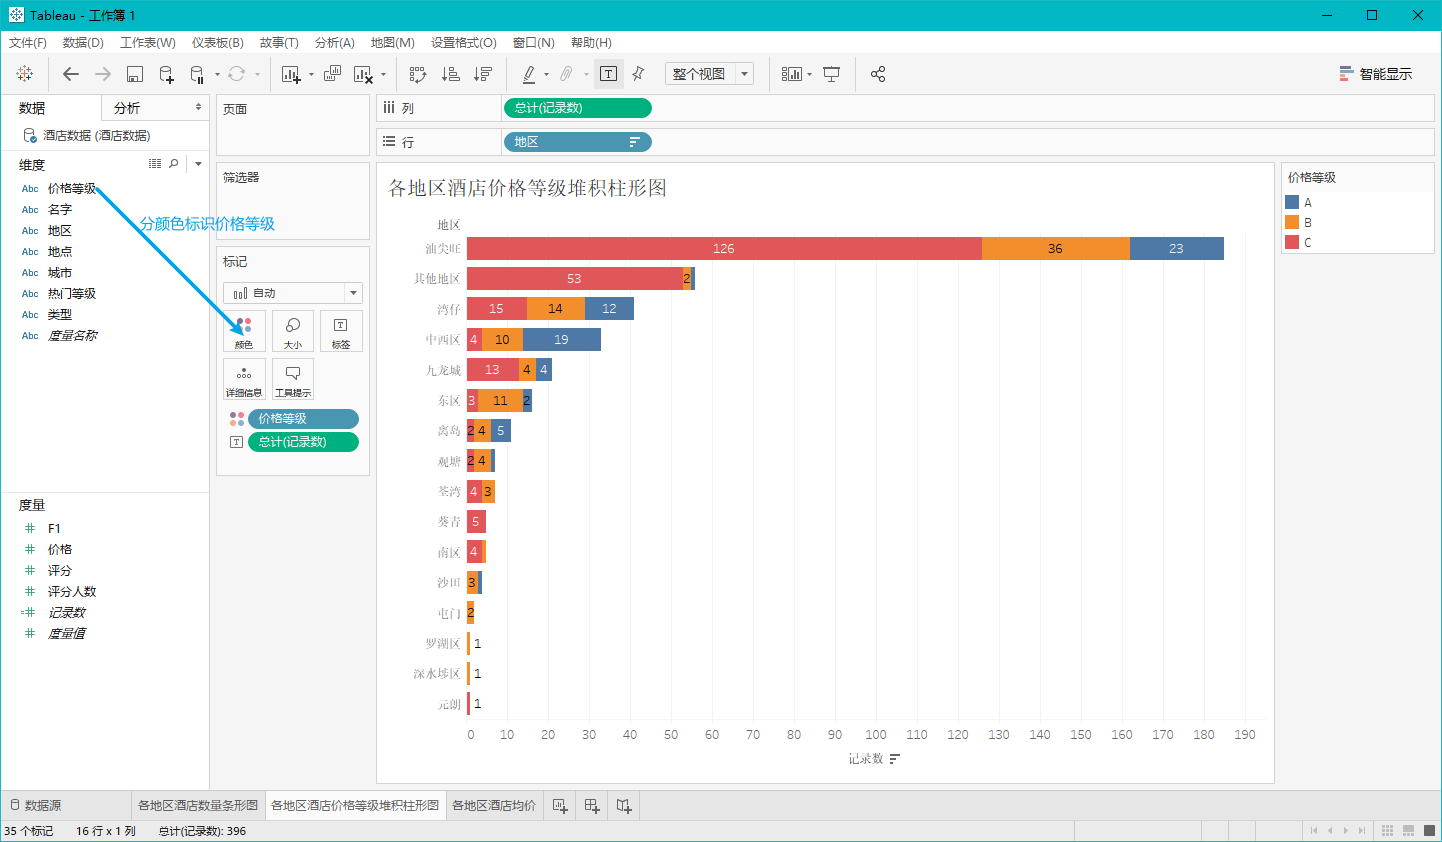 Tableau - 工作簿 1
文件(F) 数据(D) 工作表(W) 仪表板(B) 故事(T) 分析(A) 地图(M) 设置格式(O) 窗口(N) 帮助(H)
整个视图
智能显示
数据
分析
酒店数据 (酒店数据)
维度
Abc 价格等级
Abc 名字
Abc 地区
Abc 地点
Abc 城市
Abc 热门等级
Abc 类型
Abc 度量名称
分颜色标识价格等级
度量
F1
价格
评分
评分人数
记录数
度量值
页面
筛选器
标记
自动
颜色
大小
标签
详细信息
工具提示
价格等级
总计(记录数)
列
总计(记录数)
行
地区
各地区酒店价格等级堆积柱形图
地区
油尖旺 126 36 23
其他地区 53 2
湾仔 15 14 12
中西区 4 10 19
九龙城 13 4 4
东区 3 11 2
离岛 2 4 5
观塘 2 4
荃湾 4 3
葵青 5
南区 4
沙田 3
屯门 2
罗湖区 1
深水埗区 1
元朗 1
0 10 20 30 40 50 60 70 80 90 100 110 120 130 140 150 160 170 180 190
记录数
价格等级
A
B
C
数据源
各地区酒店数量条形图
各地区酒店价格等级堆积柱形图
各地区酒店均价
35 个标记 16 行 x 1 列 总计(记录数): 396